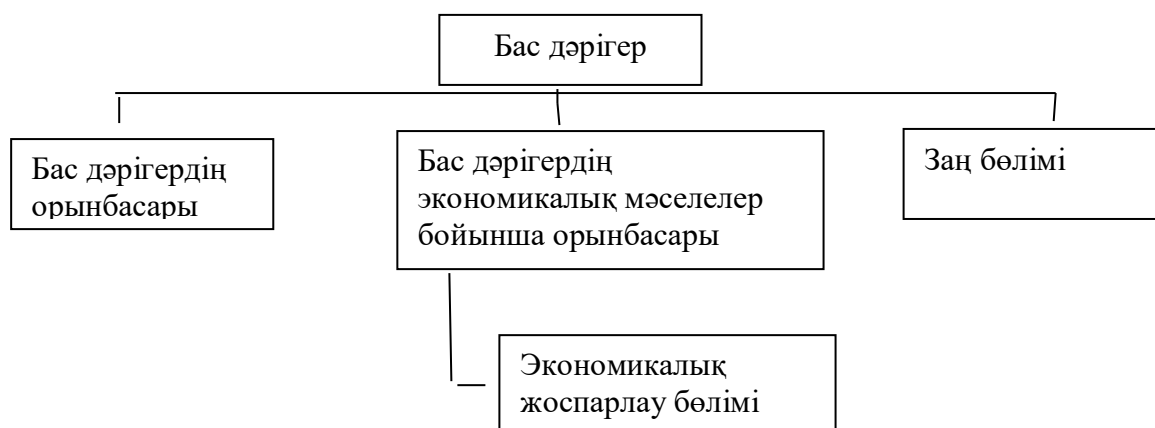 Бас дәрігер
Бас дәрігердің
орынбасары
Бас дәрігердің
экономикалық мәселелер
бойынша орынбасары
Заң бөлімі
Экономикалық
жоспарлау бөлімі